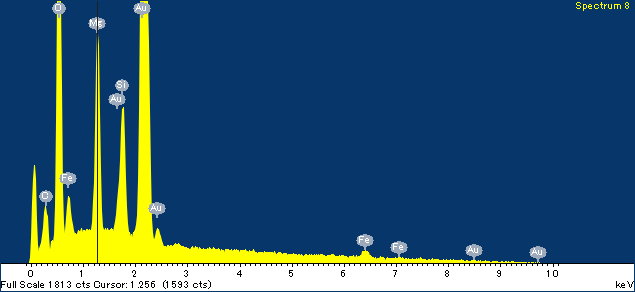 Spectrum 8
O Mg Au
Si
Au
Fe
Au
Fe
Fe
Au
Au
0 1 2 3 4 5 6 7 8 9 10
Full Scale 1813 cts Cursor: 1.256 (1593 cts) keV